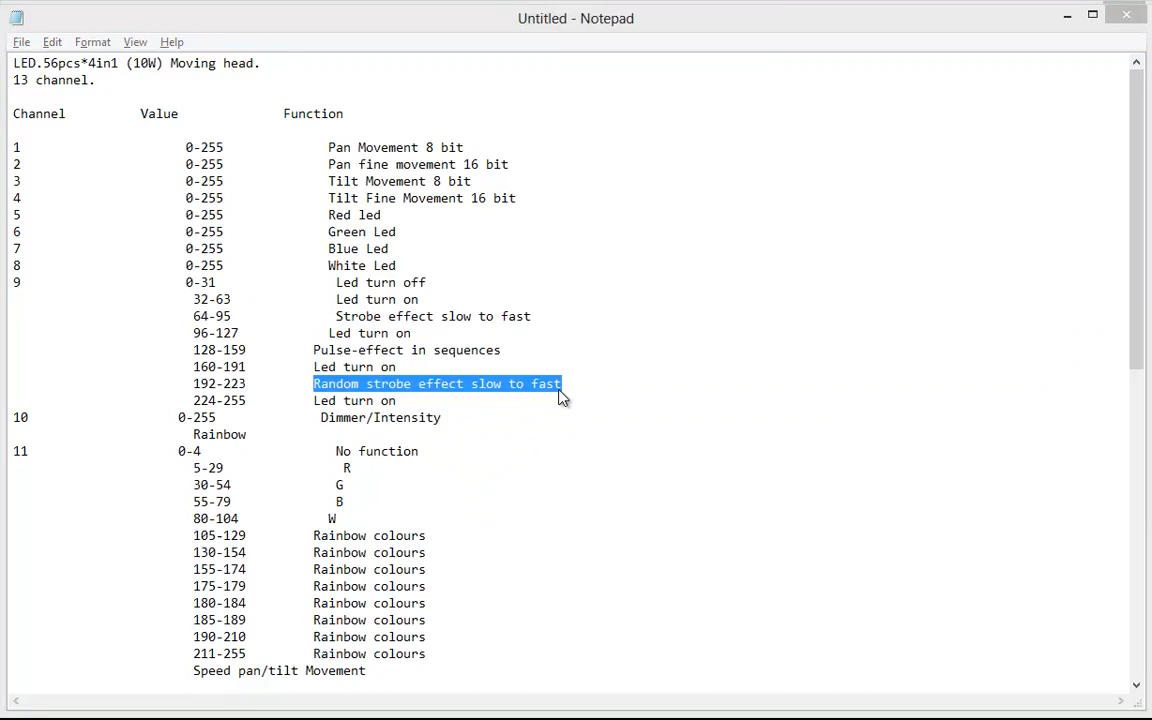 Untitled - Notepad
File Edit Format View Help
LED.56pcs*4in1 (10W) Moving head.
13 channel.
Channel Value Function
1 0-255 Pan Movement 8 bit
2 0-255 Pan fine movement 16 bit
3 0-255 Tilt Movement 8 bit
4 0-255 Tilt Fine Movement 16 bit
5 0-255 Red led
6 0-255 Green Led
7 0-255 Blue Led
8 0-255 White Led
9 0-31 Led turn off
32-63 Led turn on
64-95 Strobe effect slow to fast
96-127 Led turn on
128-159 Pulse-effect in sequences
160-191 Led turn on
192-223 Random strobe effect slow to fast
224-255 Led turn on
10 0-255 Dimmer/Intensity
Rainbow
11 0-4 No function
5-29 R
30-54 G
55-79 B
80-104 W
105-129 Rainbow colours
130-154 Rainbow colours
155-174 Rainbow colours
175-179 Rainbow colours
180-184 Rainbow colours
185-189 Rainbow colours
190-210 Rainbow colours
211-255 Rainbow colours
Speed pan/tilt Movement